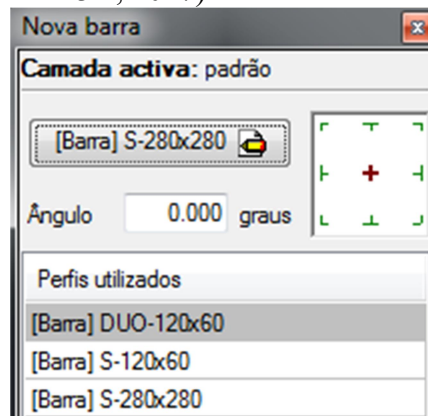 Nova barra
Camada activa: padrão
[Barra] S-280x280
Ângulo 0.000 graus
Perfis utilizados
[Barra] DUO-120x60
[Barra] S-120x60
[Barra] S-280x280